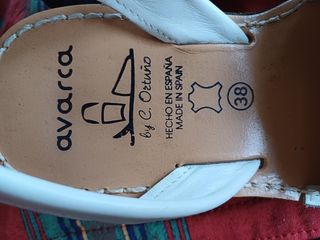 avarca
by C. Ortuño
HECHO EN ESPAÑA
MADE IN SPAIN
38